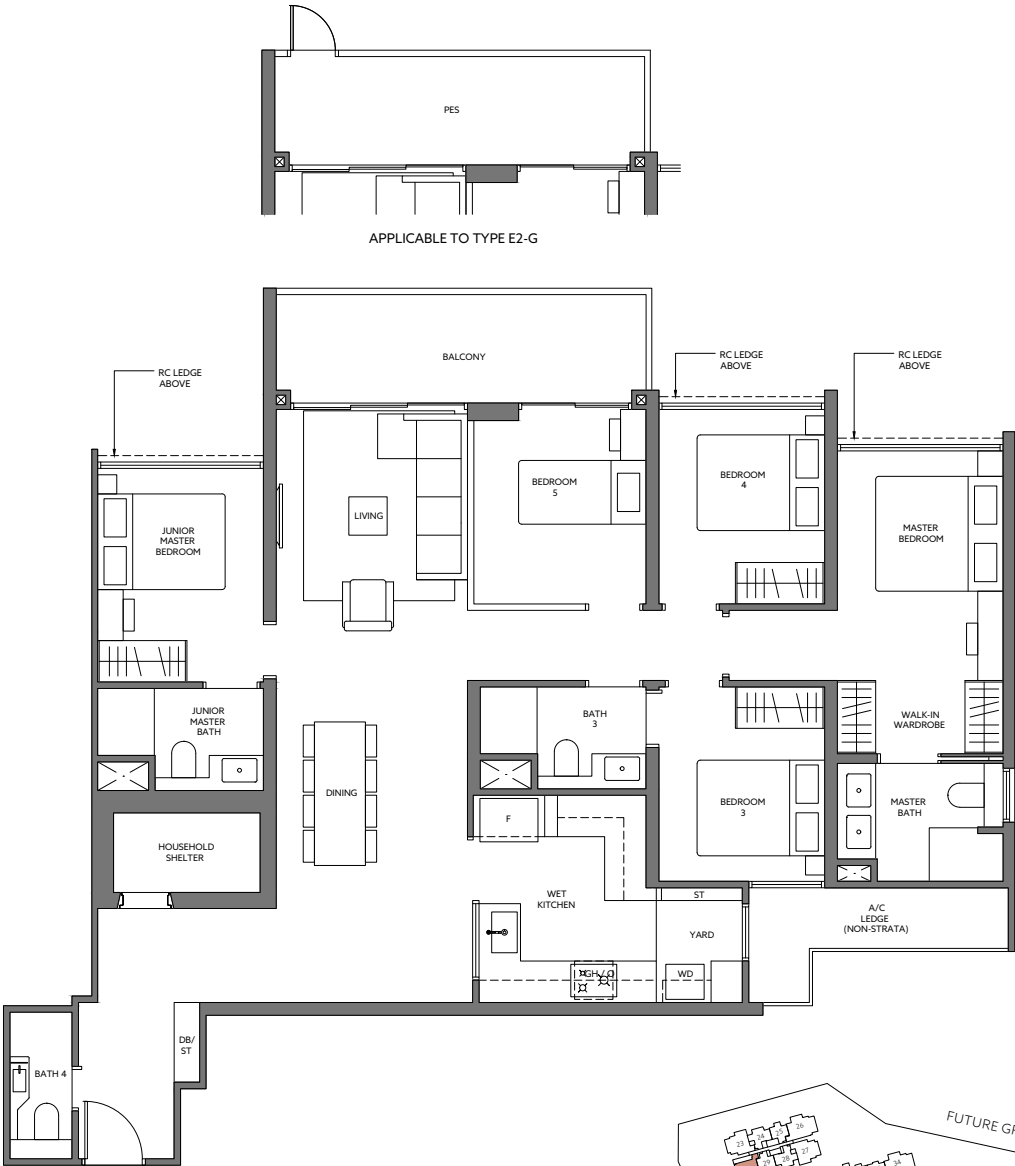 PES
APPLICABLE TO TYPE E2-G
BALCONY
RC LEDGE
ABOVE
RC LEDGE
ABOVE
RC LEDGE
ABOVE
JUNIOR
MASTER
BEDROOM
LIVING
BEDROOM
5
BEDROOM
4
MASTER
BEDROOM
JUNIOR
MASTER
BATH
BATH
3
WALK-IN
WARDROBE
DINING
BEDROOM
3
MASTER
BATH
F
HOUSEHOLD
SHELTER
WET
KITCHEN
ST
A/C
LEDGE
(NON-STRATA)
YARD
WD
DB/
ST
BATH 4
23
24
25
26
27
28
29
34